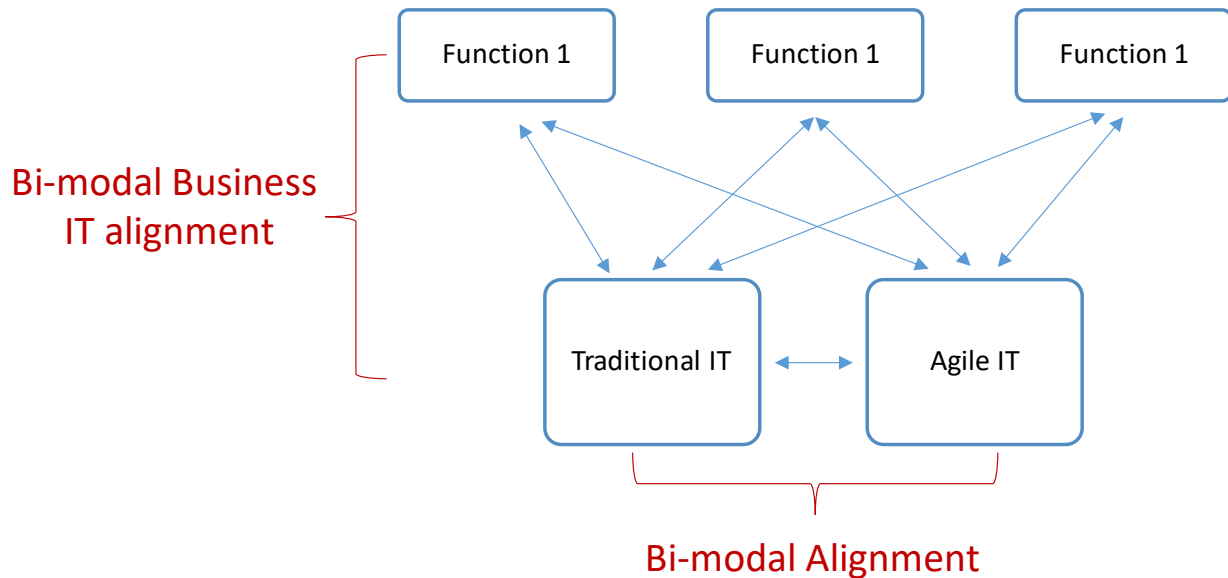 Function 1
Function 1
Function 1
Bi-modal Business
IT alignment
Traditional IT
Agile IT
Bi-modal Alignment